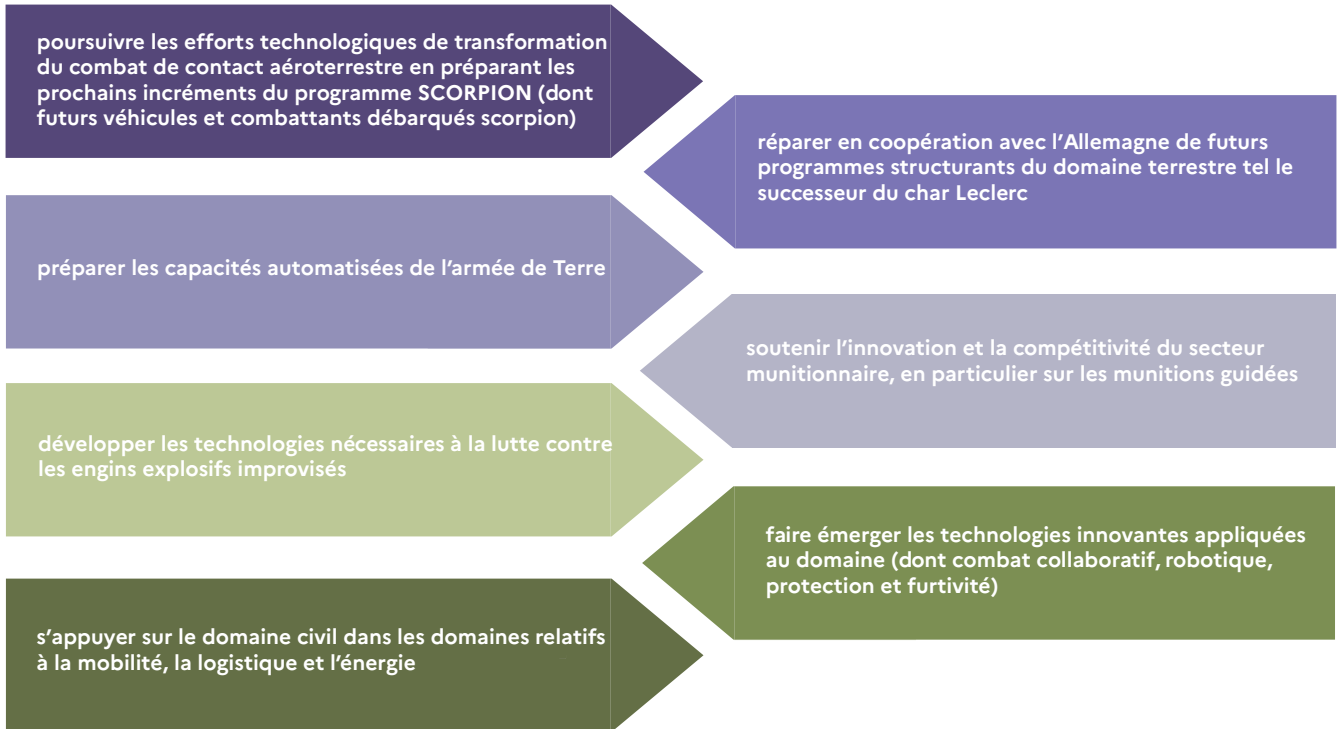 poursuivre les efforts technologiques de transformation
du combat de contact aéroterrestre en préparant les
prochains incréments du programme SCORPION (dont
futurs véhicules et combattants débarqués scorpion)
réparer en coopération avec l’Allemagne de futurs
programmes structurants du domaine terrestre tel le
successeur du char Leclerc
préparer les capacités automatisées de l’armée de Terre
soutenir l’innovation et la compétitivité du secteur
munitionnaire, en particulier sur les munitions guidées
développer les technologies nécessaires à la lutte contre
les engins explosifs improvisés
faire émerger les technologies innovantes appliquées
au domaine (dont combat collaboratif, robotique,
protection et furtivité)
s’appuyer sur le domaine civil dans les domaines relatifs
à la mobilité, la logistique et l’énergie